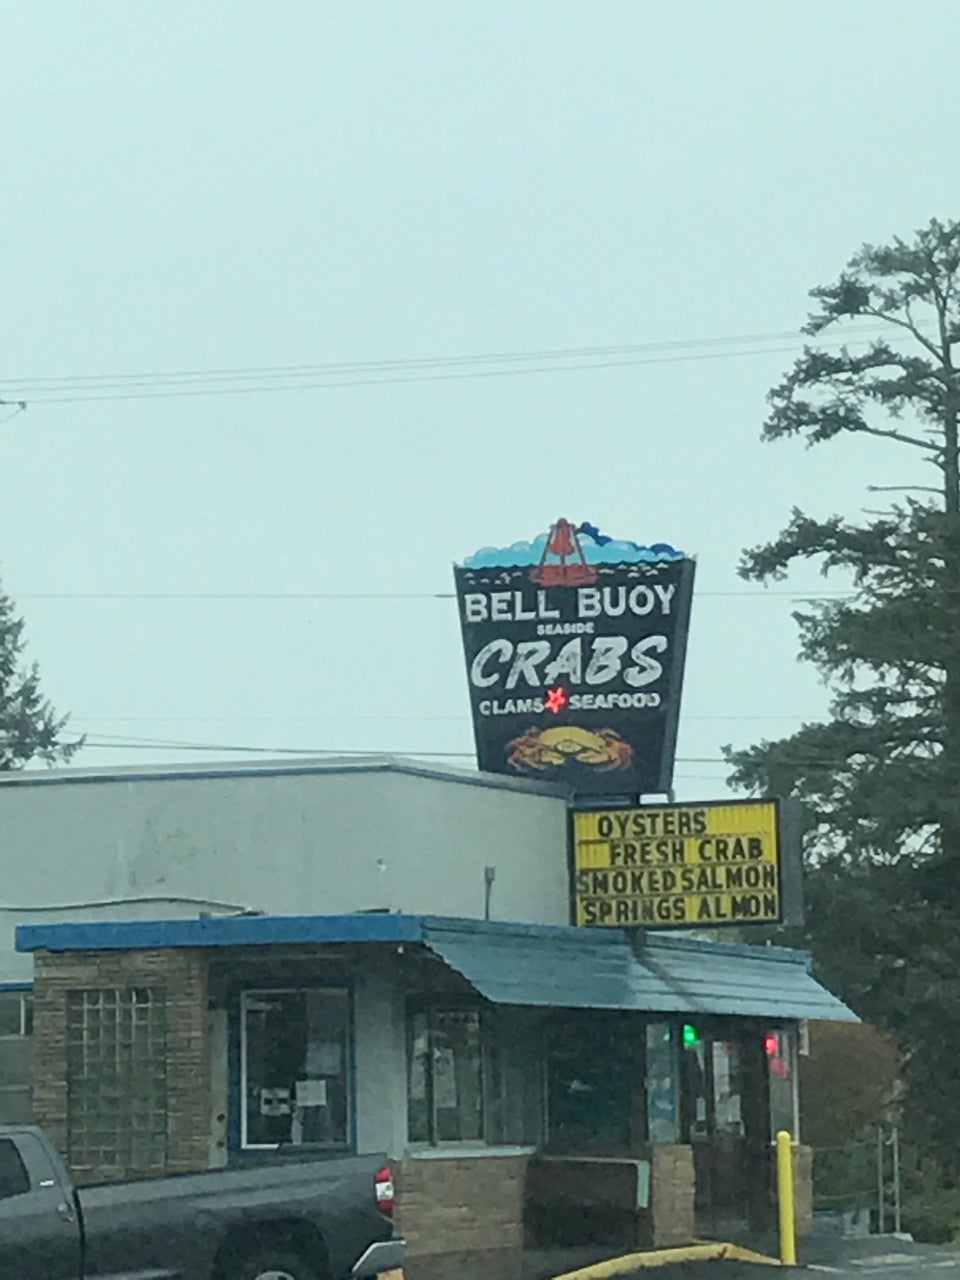 BELL BUOY
SEASIDE
CRABS
CLAMS SEAFOOD
OYSTERS
FRESH CRAB
SMOKED SALMON
SPRINGS ALMON